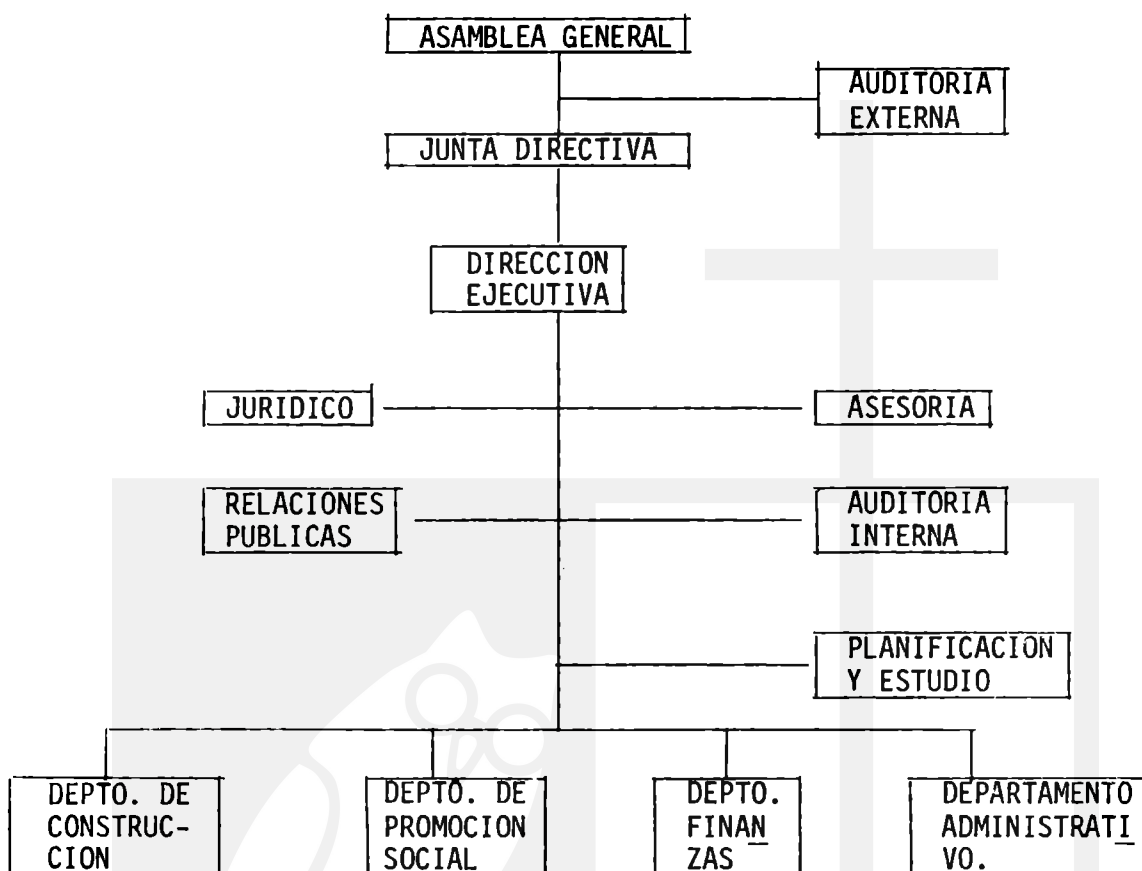 ASAMBLEA GENERAL
AUDITORIA
EXTERNA
JUNTA DIRECTIVA
DIRECCION
EJECUTIVA
JURIDICO
ASESORIA
RELACIONES
PUBLICAS
AUDITORIA
INTERNA
PLANIFICACION
Y ESTUDIO
DEPTO. DE
CONSTRUC-
CION
DEPTO. DE
PROMOCION
SOCIAL
DEPTO.
FINAN
ZAS
DEPARTAMENTO
ADMINISTRATI
VO.